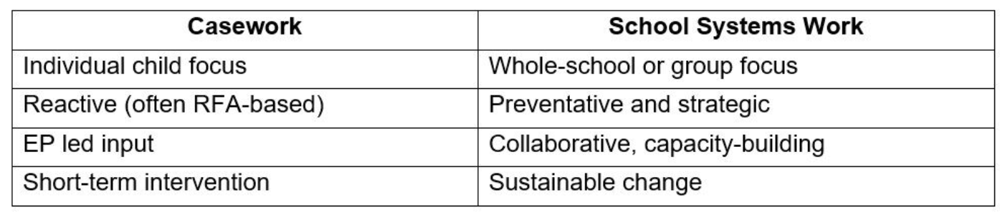 Casework School Systems Work
Individual child focus Whole-school or group focus
Reactive (often RFA-based) Preventative and strategic
EP led input Collaborative, capacity-building
Short-term intervention Sustainable change